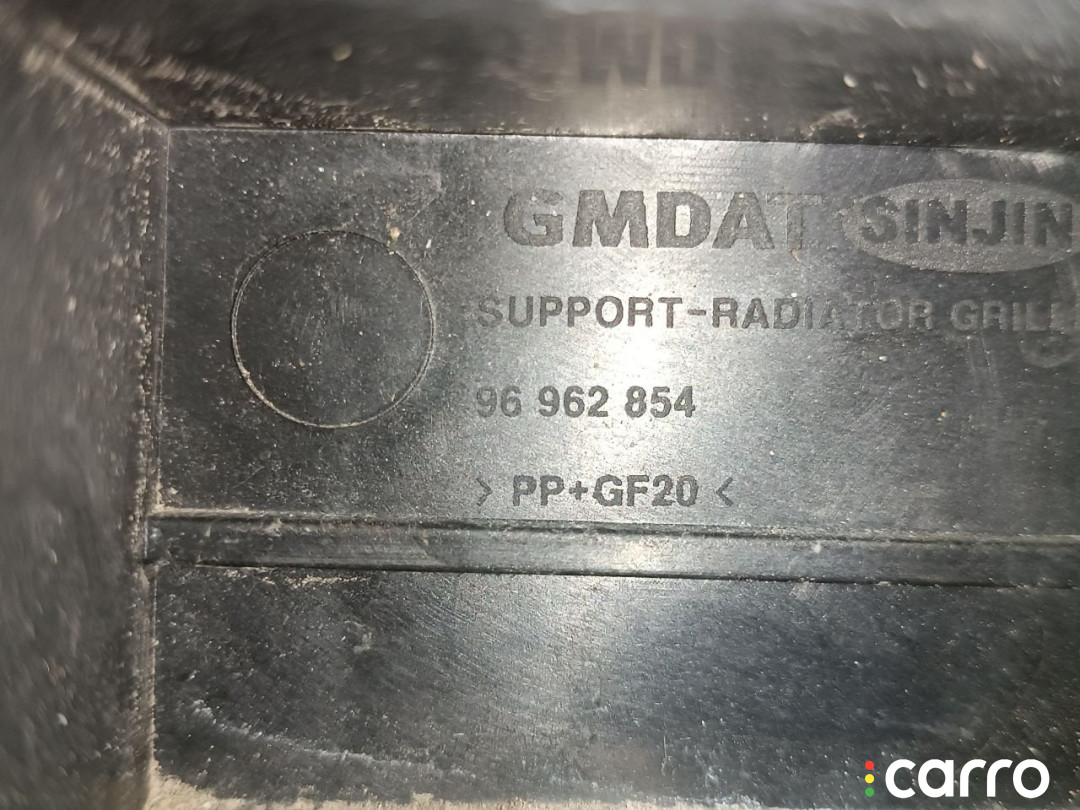 GMDAT SINJIN
SUPPORT-RADIATOR GRILL
96 962 854
> PP+GF20 <
carro